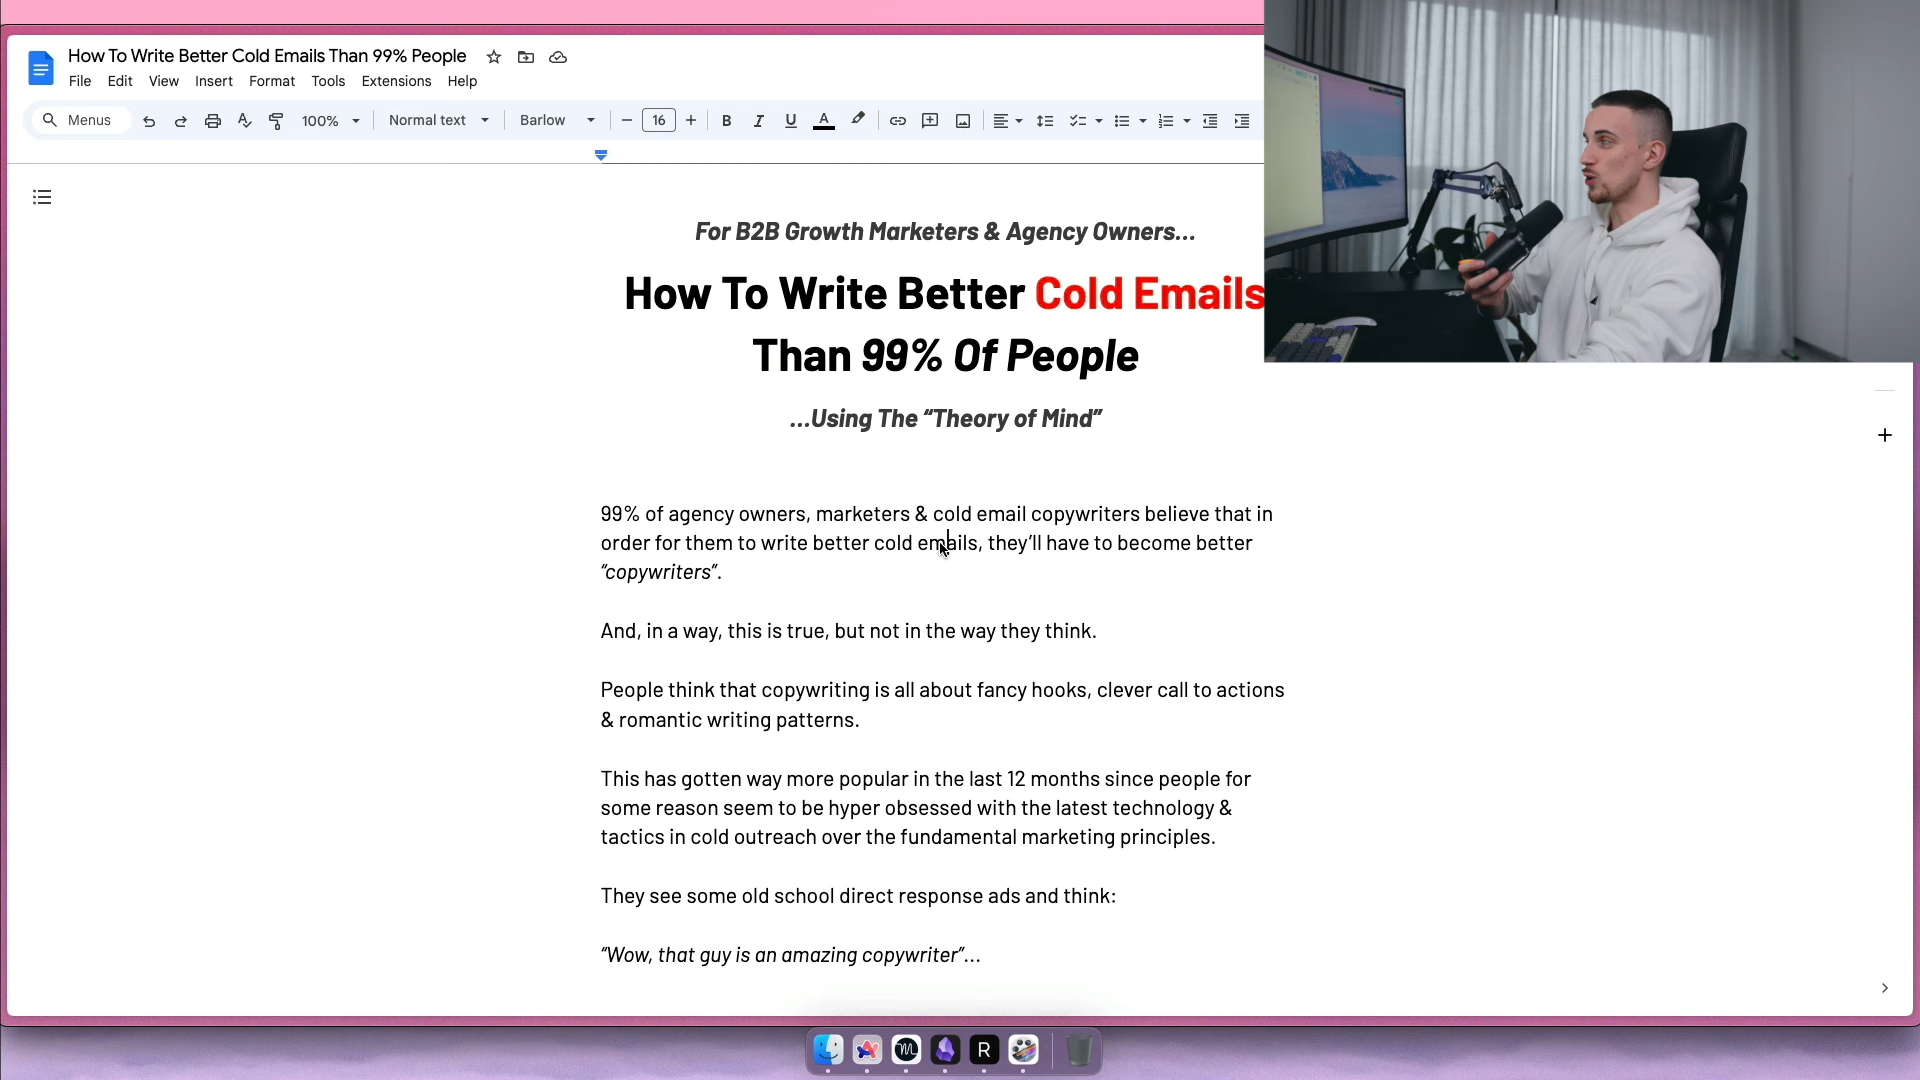 How To Write Better Cold Emails Than 99% People
File Edit View Insert Format Tools Extensions Help
Menus 100% Normal text Barlow 16 B I U A
For B2B Growth Marketers & Agency Owners...
How To Write Better Cold Emails
Than 99% Of People
...Using The “Theory of Mind”
99% of agency owners, marketers & cold email copywriters believe that in
order for them to write better cold emails, they’ll have to become better
“copywriters”.
And, in a way, this is true, but not in the way they think.
People think that copywriting is all about fancy hooks, clever call to actions
& romantic writing patterns.
This has gotten way more popular in the last 12 months since people for
some reason seem to be hyper obsessed with the latest technology &
tactics in cold outreach over the fundamental marketing principles.
They see some old school direct response ads and think:
“Wow, that guy is an amazing copywriter”...
R